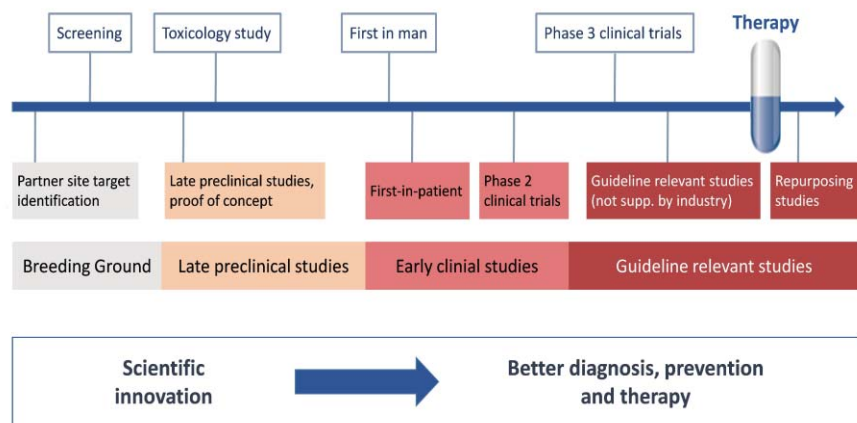 Screening
Toxicology study
First in man
Phase 3 clinical trials
Therapy
Partner site target
identification
Late preclinical studies,
proof of concept
First-in-patient
Phase 2
clinical trials
Guideline relevant studies
(not supp. by industry)
Repurposing
studies
Breeding Ground
Late preclinical studies
Early clinial studies
Guideline relevant studies
Scientific
innovation
Better diagnosis, prevention
and therapy